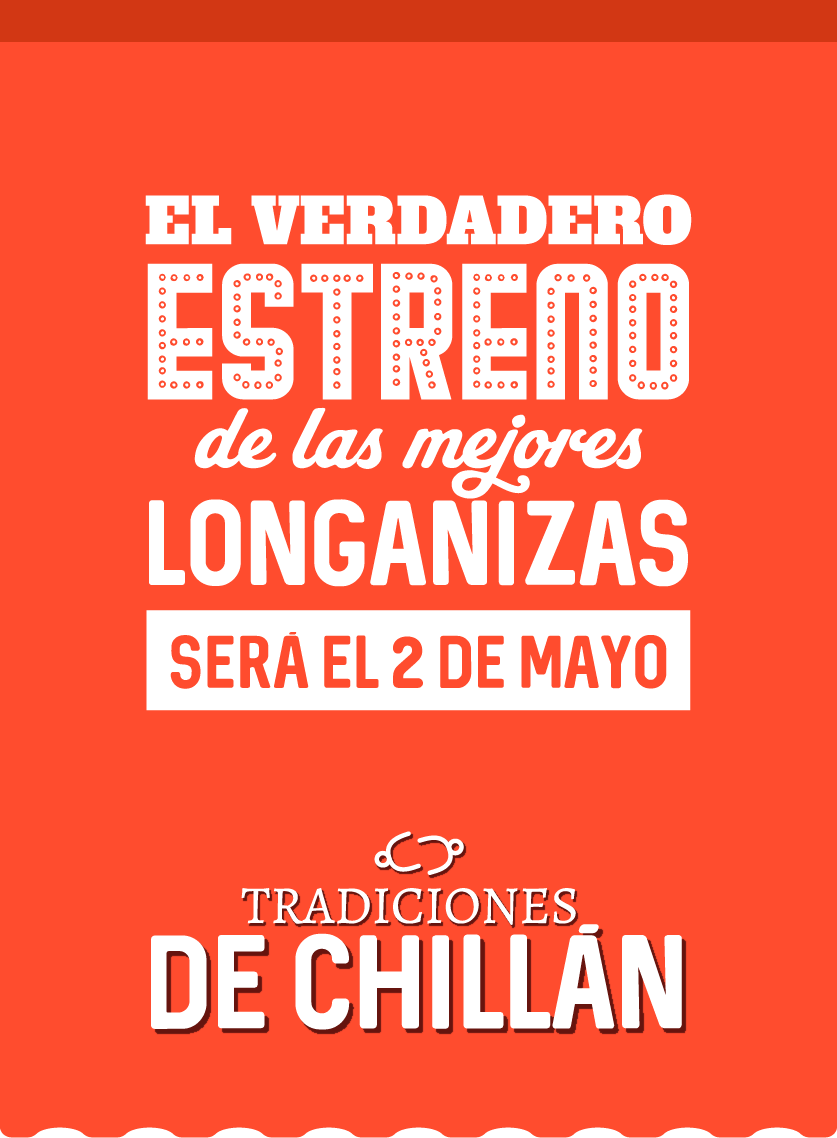 EL VERDADERO
ESTRENO
de las mejores
LONGANIZAS
SERÁ EL 2 DE MAYO
TRADICIONES
DE CHILLÁN